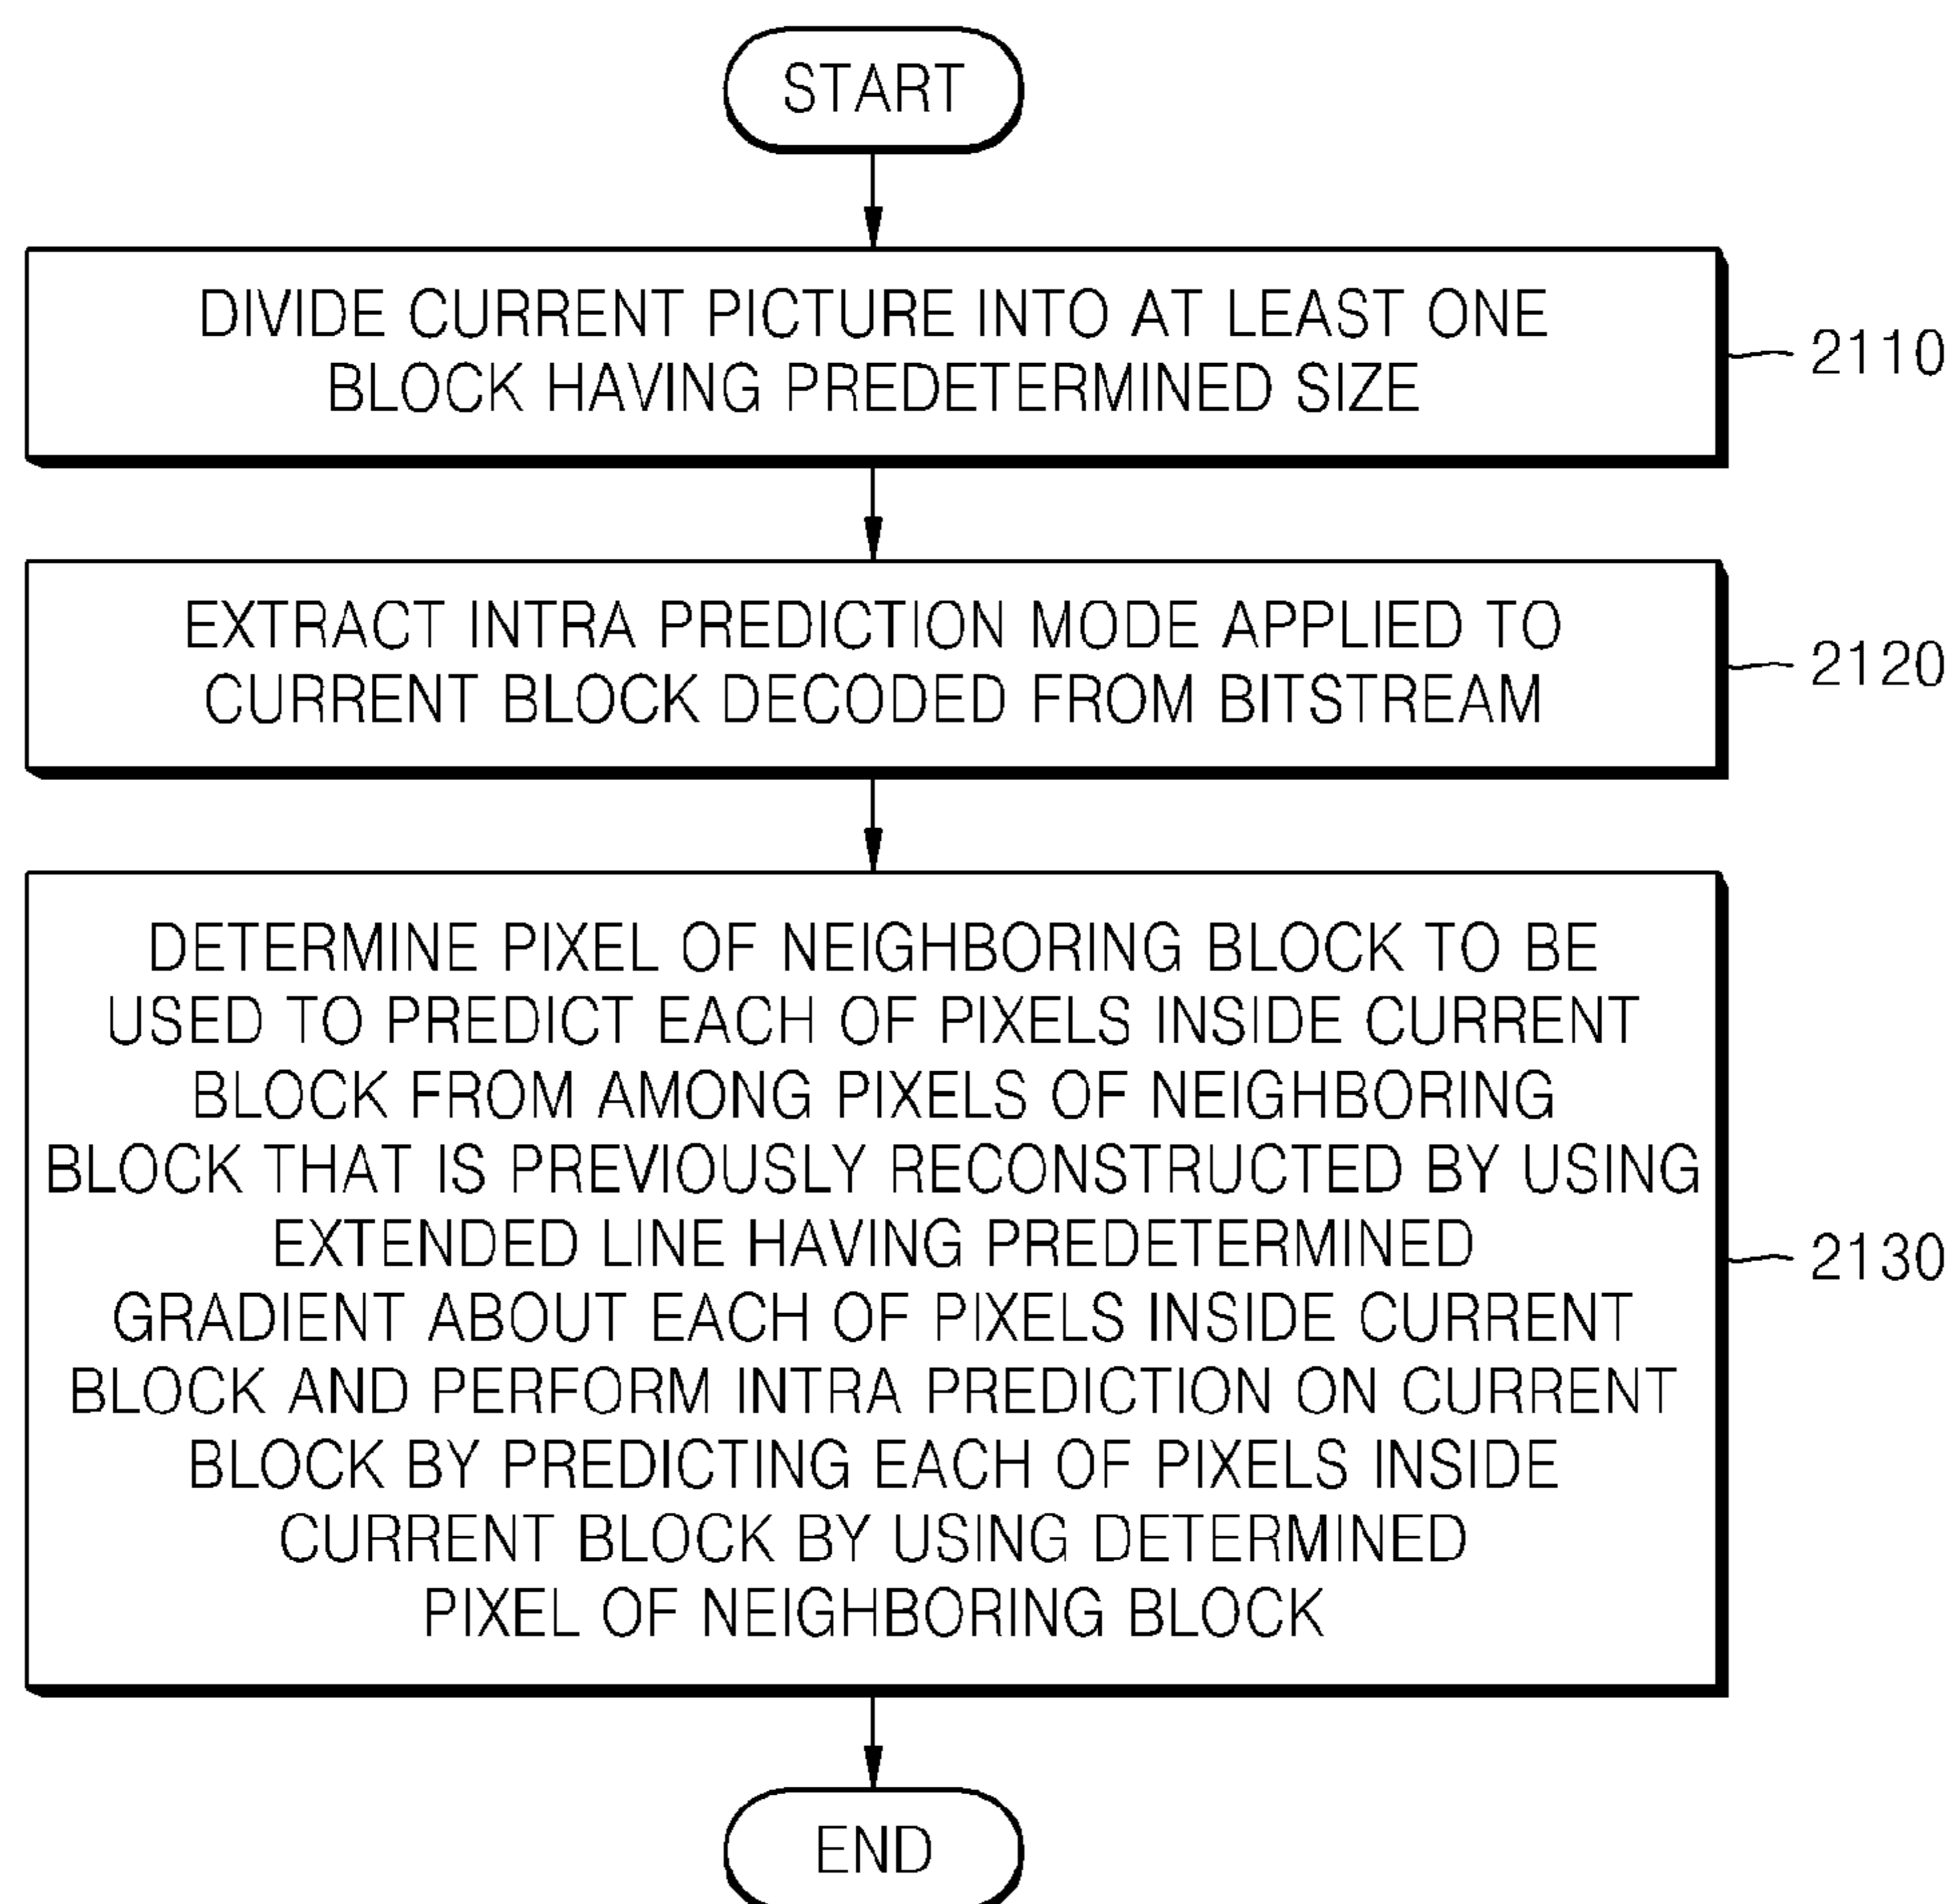 START
DIVIDE CURRENT PICTURE INTO AT LEAST ONE
BLOCK HAVING PREDETERMINED SIZE
2110
EXTRACT INTRA PREDICTION MODE APPLIED TO
CURRENT BLOCK DECODED FROM BITSTREAM
2120
DETERMINE PIXEL OF NEIGHBORING BLOCK TO BE
USED TO PREDICT EACH OF PIXELS INSIDE CURRENT
BLOCK FROM AMONG PIXELS OF NEIGHBORING
BLOCK THAT IS PREVIOUSLY RECONSTRUCTED BY USING
EXTENDED LINE HAVING PREDETERMINED
GRADIENT ABOUT EACH OF PIXELS INSIDE CURRENT
BLOCK AND PERFORM INTRA PREDICTION ON CURRENT
BLOCK BY PREDICTING EACH OF PIXELS INSIDE
CURRENT BLOCK BY USING DETERMINED
PIXEL OF NEIGHBORING BLOCK
2130
END